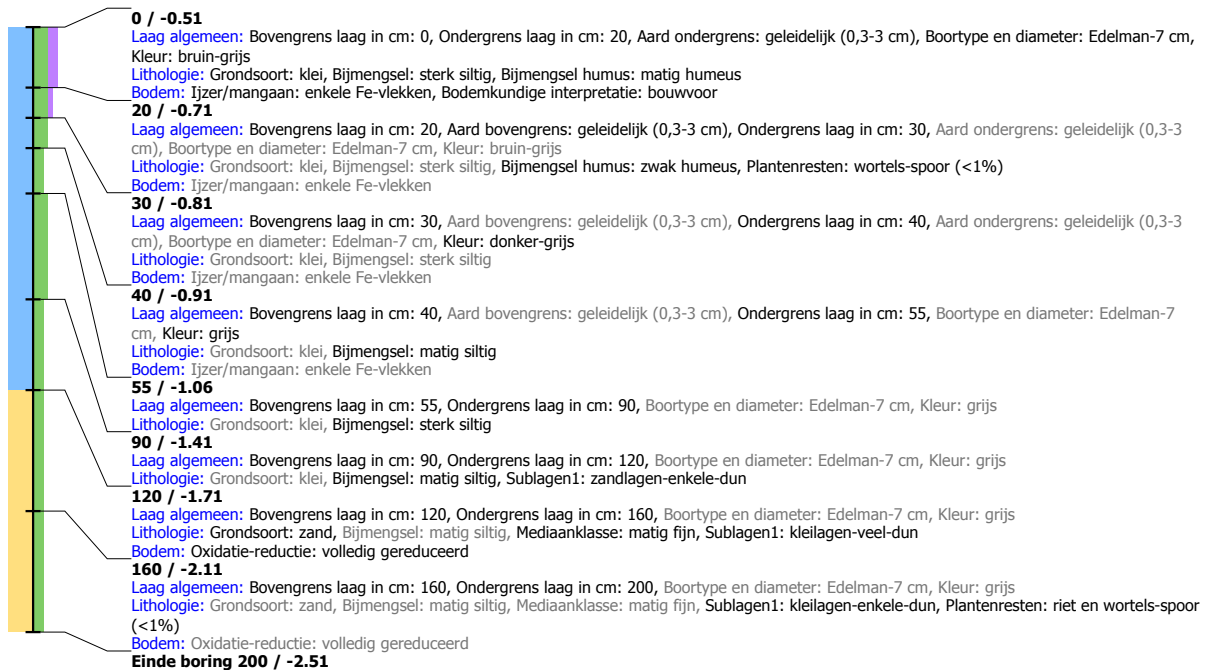 0 / -0.51
Laag algemeen: Bovengrens laag in cm: 0, Ondergrens laag in cm: 20, Aard ondergrens: geleidelijk (0,3-3 cm), Boortype en diameter: Edelman-7 cm,
Kleur: bruin-grijs
Lithologie: Grondsoort: klei, Bijmengsel: sterk siltig, Bijmengsel humus: matig humeus
Bodem: Ijzer/mangaan: enkele Fe-vlekken, Bodemkundige interpretatie: bouwvoor
20 / -0.71
Laag algemeen: Bovengrens laag in cm: 20, Aard bovengrens: geleidelijk (0,3-3 cm), Ondergrens laag in cm: 30, Aard ondergrens: geleidelijk (0,3-3
cm), Boortype en diameter: Edelman-7 cm, Kleur: bruin-grijs
Lithologie: Grondsoort: klei, Bijmengsel: sterk siltig, Bijmengsel humus: zwak humeus, Plantenresten: wortels-spoor (<1%)
Bodem: Ijzer/mangaan: enkele Fe-vlekken
30 / -0.81
Laag algemeen: Bovengrens laag in cm: 30, Aard bovengrens: geleidelijk (0,3-3 cm), Ondergrens laag in cm: 40, Aard ondergrens: geleidelijk (0,3-3
cm), Boortype en diameter: Edelman-7 cm, Kleur: donker-grijs
Lithologie: Grondsoort: klei, Bijmengsel: sterk siltig
Bodem: Ijzer/mangaan: enkele Fe-vlekken
40 / -0.91
Laag algemeen: Bovengrens laag in cm: 40, Aard bovengrens: geleidelijk (0,3-3 cm), Ondergrens laag in cm: 55, Boortype en diameter: Edelman-7
cm, Kleur: grijs
Lithologie: Grondsoort: klei, Bijmengsel: matig siltig
Bodem: Ijzer/mangaan: enkele Fe-vlekken
55 / -1.06
Laag algemeen: Bovengrens laag in cm: 55, Ondergrens laag in cm: 90, Boortype en diameter: Edelman-7 cm, Kleur: grijs
Lithologie: Grondsoort: klei, Bijmengsel: sterk siltig
90 / -1.41
Laag algemeen: Bovengrens laag in cm: 90, Ondergrens laag in cm: 120, Boortype en diameter: Edelman-7 cm, Kleur: grijs
Lithologie: Grondsoort: klei, Bijmengsel: matig siltig, Sublagen1: zandlagen-enkele-dun
120 / -1.71
Laag algemeen: Bovengrens laag in cm: 120, Ondergrens laag in cm: 160, Boortype en diameter: Edelman-7 cm, Kleur: grijs
Lithologie: Grondsoort: zand, Bijmengsel: matig siltig, Mediaanklasse: matig fijn, Sublagen1: kleilagen-veel-dun
Bodem: Oxidatie-reductie: volledig gereduceerd
160 / -2.11
Laag algemeen: Bovengrens laag in cm: 160, Ondergrens laag in cm: 200, Boortype en diameter: Edelman-7 cm, Kleur: grijs
Lithologie: Grondsoort: zand, Bijmengsel: matig siltig, Mediaanklasse: matig fijn, Sublagen1: kleilagen-enkele-dun, Plantenresten: riet en wortels-spoor
(<1%)
Bodem: Oxidatie-reductie: volledig gereduceerd
Einde boring 200 / -2.51